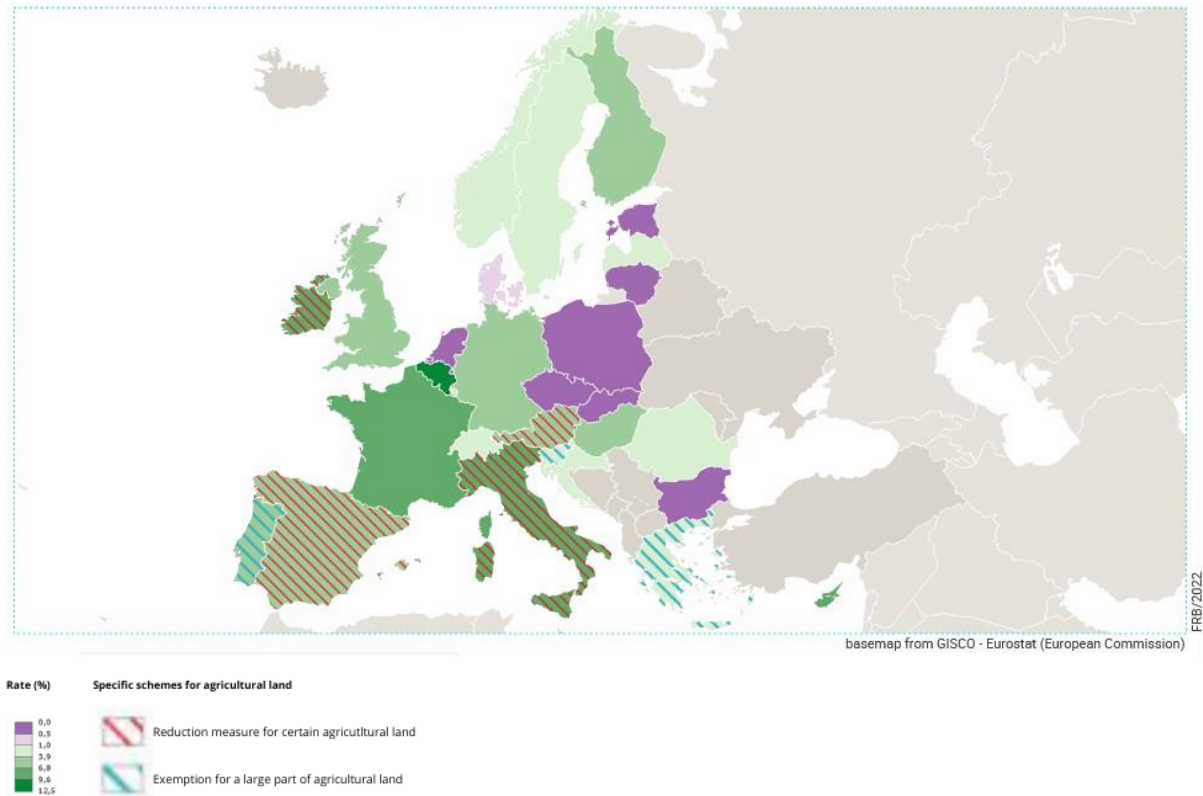 FRB/2022
basemap from GISCO - Eurostat (European Commission)
Rate (%)
Specific schemes for agricultural land
0,0
0,5
1,0
3,9
6,8
9,6
12,5
Reduction measure for certain agricutltural land
Exemption for a large part of agricultural land